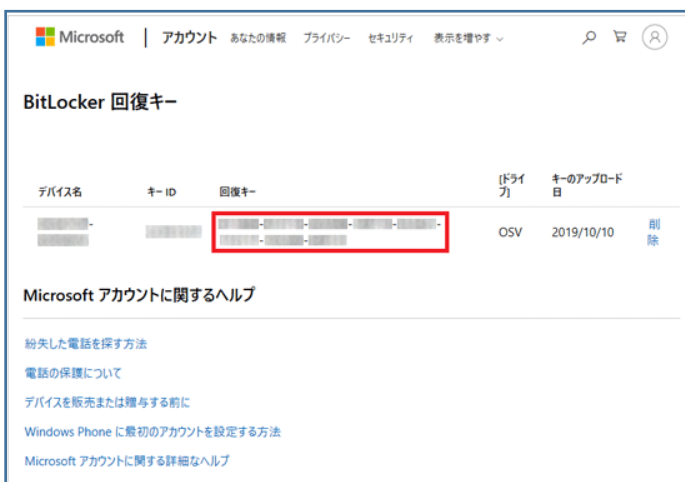 Microsoft | アカウント あなたの情報 プライバシー セキュリティ 表示を増やす
BitLocker 回復キー
デバイス名 キー ID 回復キー [ドライブ] キーのアップロード日
OSV 2019/10/10 削除
Microsoft アカウントに関するヘルプ
紛失した電話を探す方法
電話の保護について
デバイスを販売または贈与する前に
Windows Phone に最初のアカウントを設定する方法
Microsoft アカウントに関する詳細なヘルプ